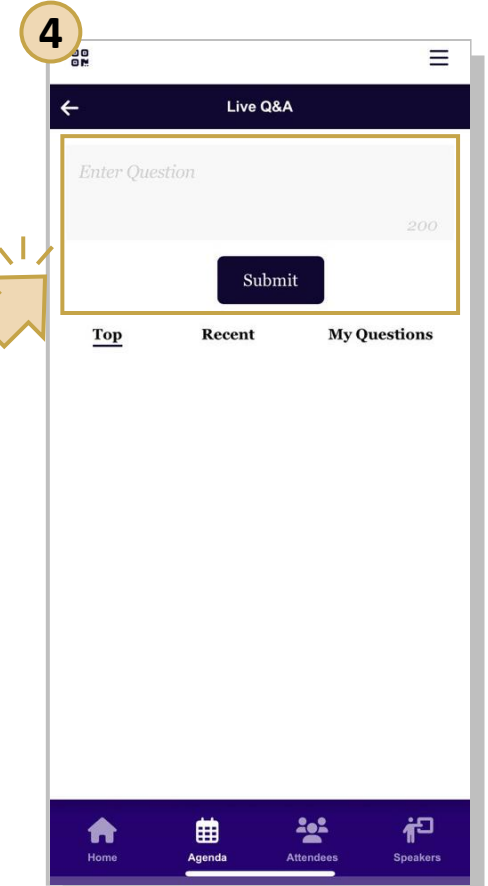 4
Live Q&A
Enter Question
200
Submit
Top Recent My Questions
Home Agenda Attendees Speakers